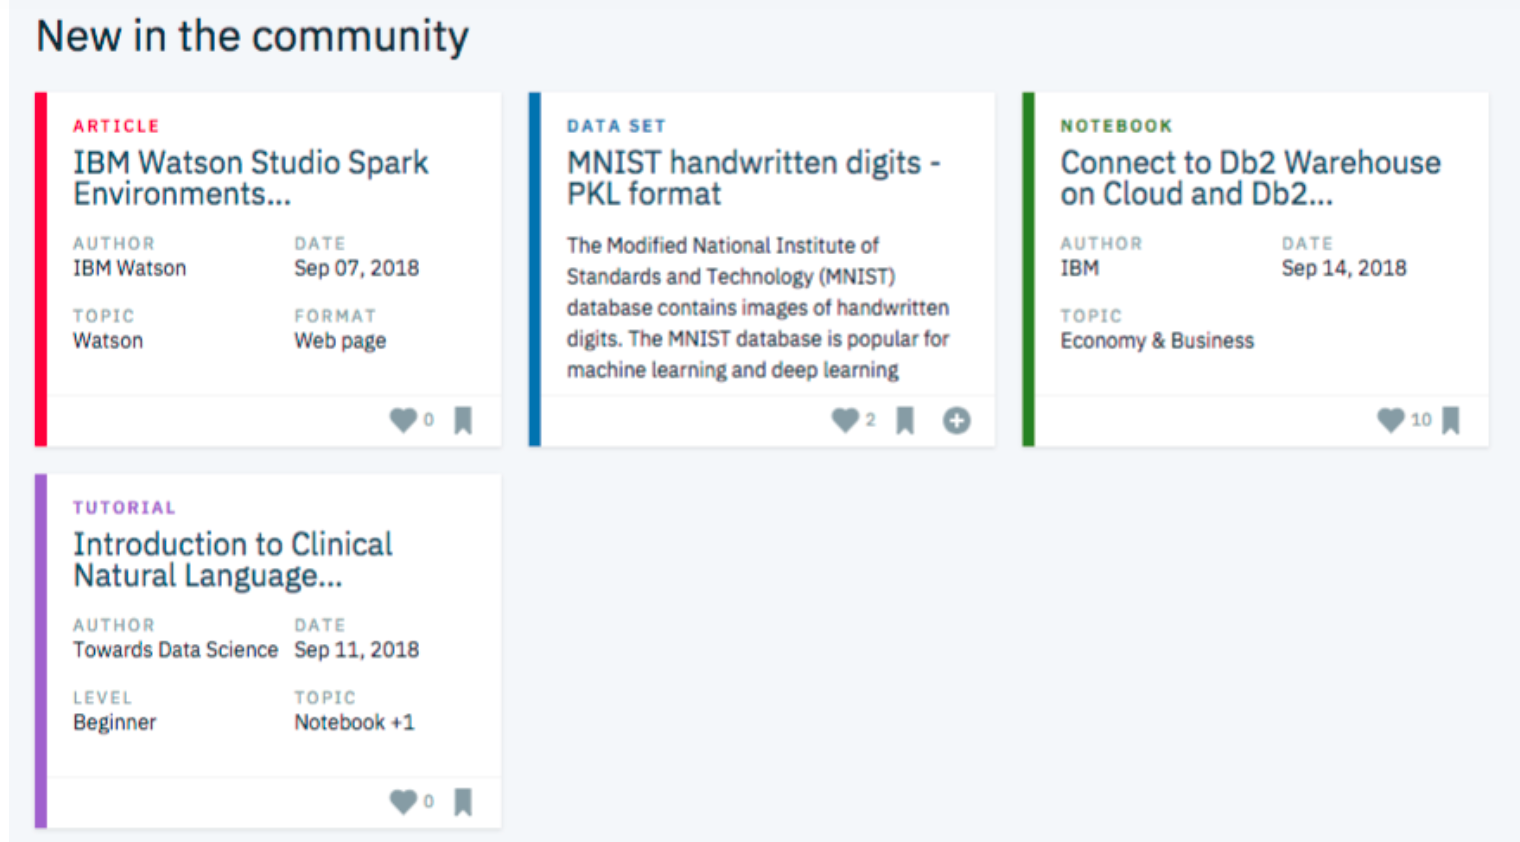 New in the community
ARTICLE
IBM Watson Studio Spark
Environments...
AUTHOR DATE
IBM Watson Sep 07, 2018
TOPIC FORMAT
Watson Web page
0
DATA SET
MNIST handwritten digits -
PKL format
The Modified National Institute of
Standards and Technology (MNIST)
database contains images of handwritten
digits. The MNIST database is popular for
machine learning and deep learning
2
NOTEBOOK
Connect to Db2 Warehouse
on Cloud and Db2...
AUTHOR DATE
IBM Sep 14, 2018
TOPIC
Economy & Business
10
TUTORIAL
Introduction to Clinical
Natural Language...
AUTHOR DATE
Towards Data Science Sep 11, 2018
LEVEL TOPIC
Beginner Notebook +1
0